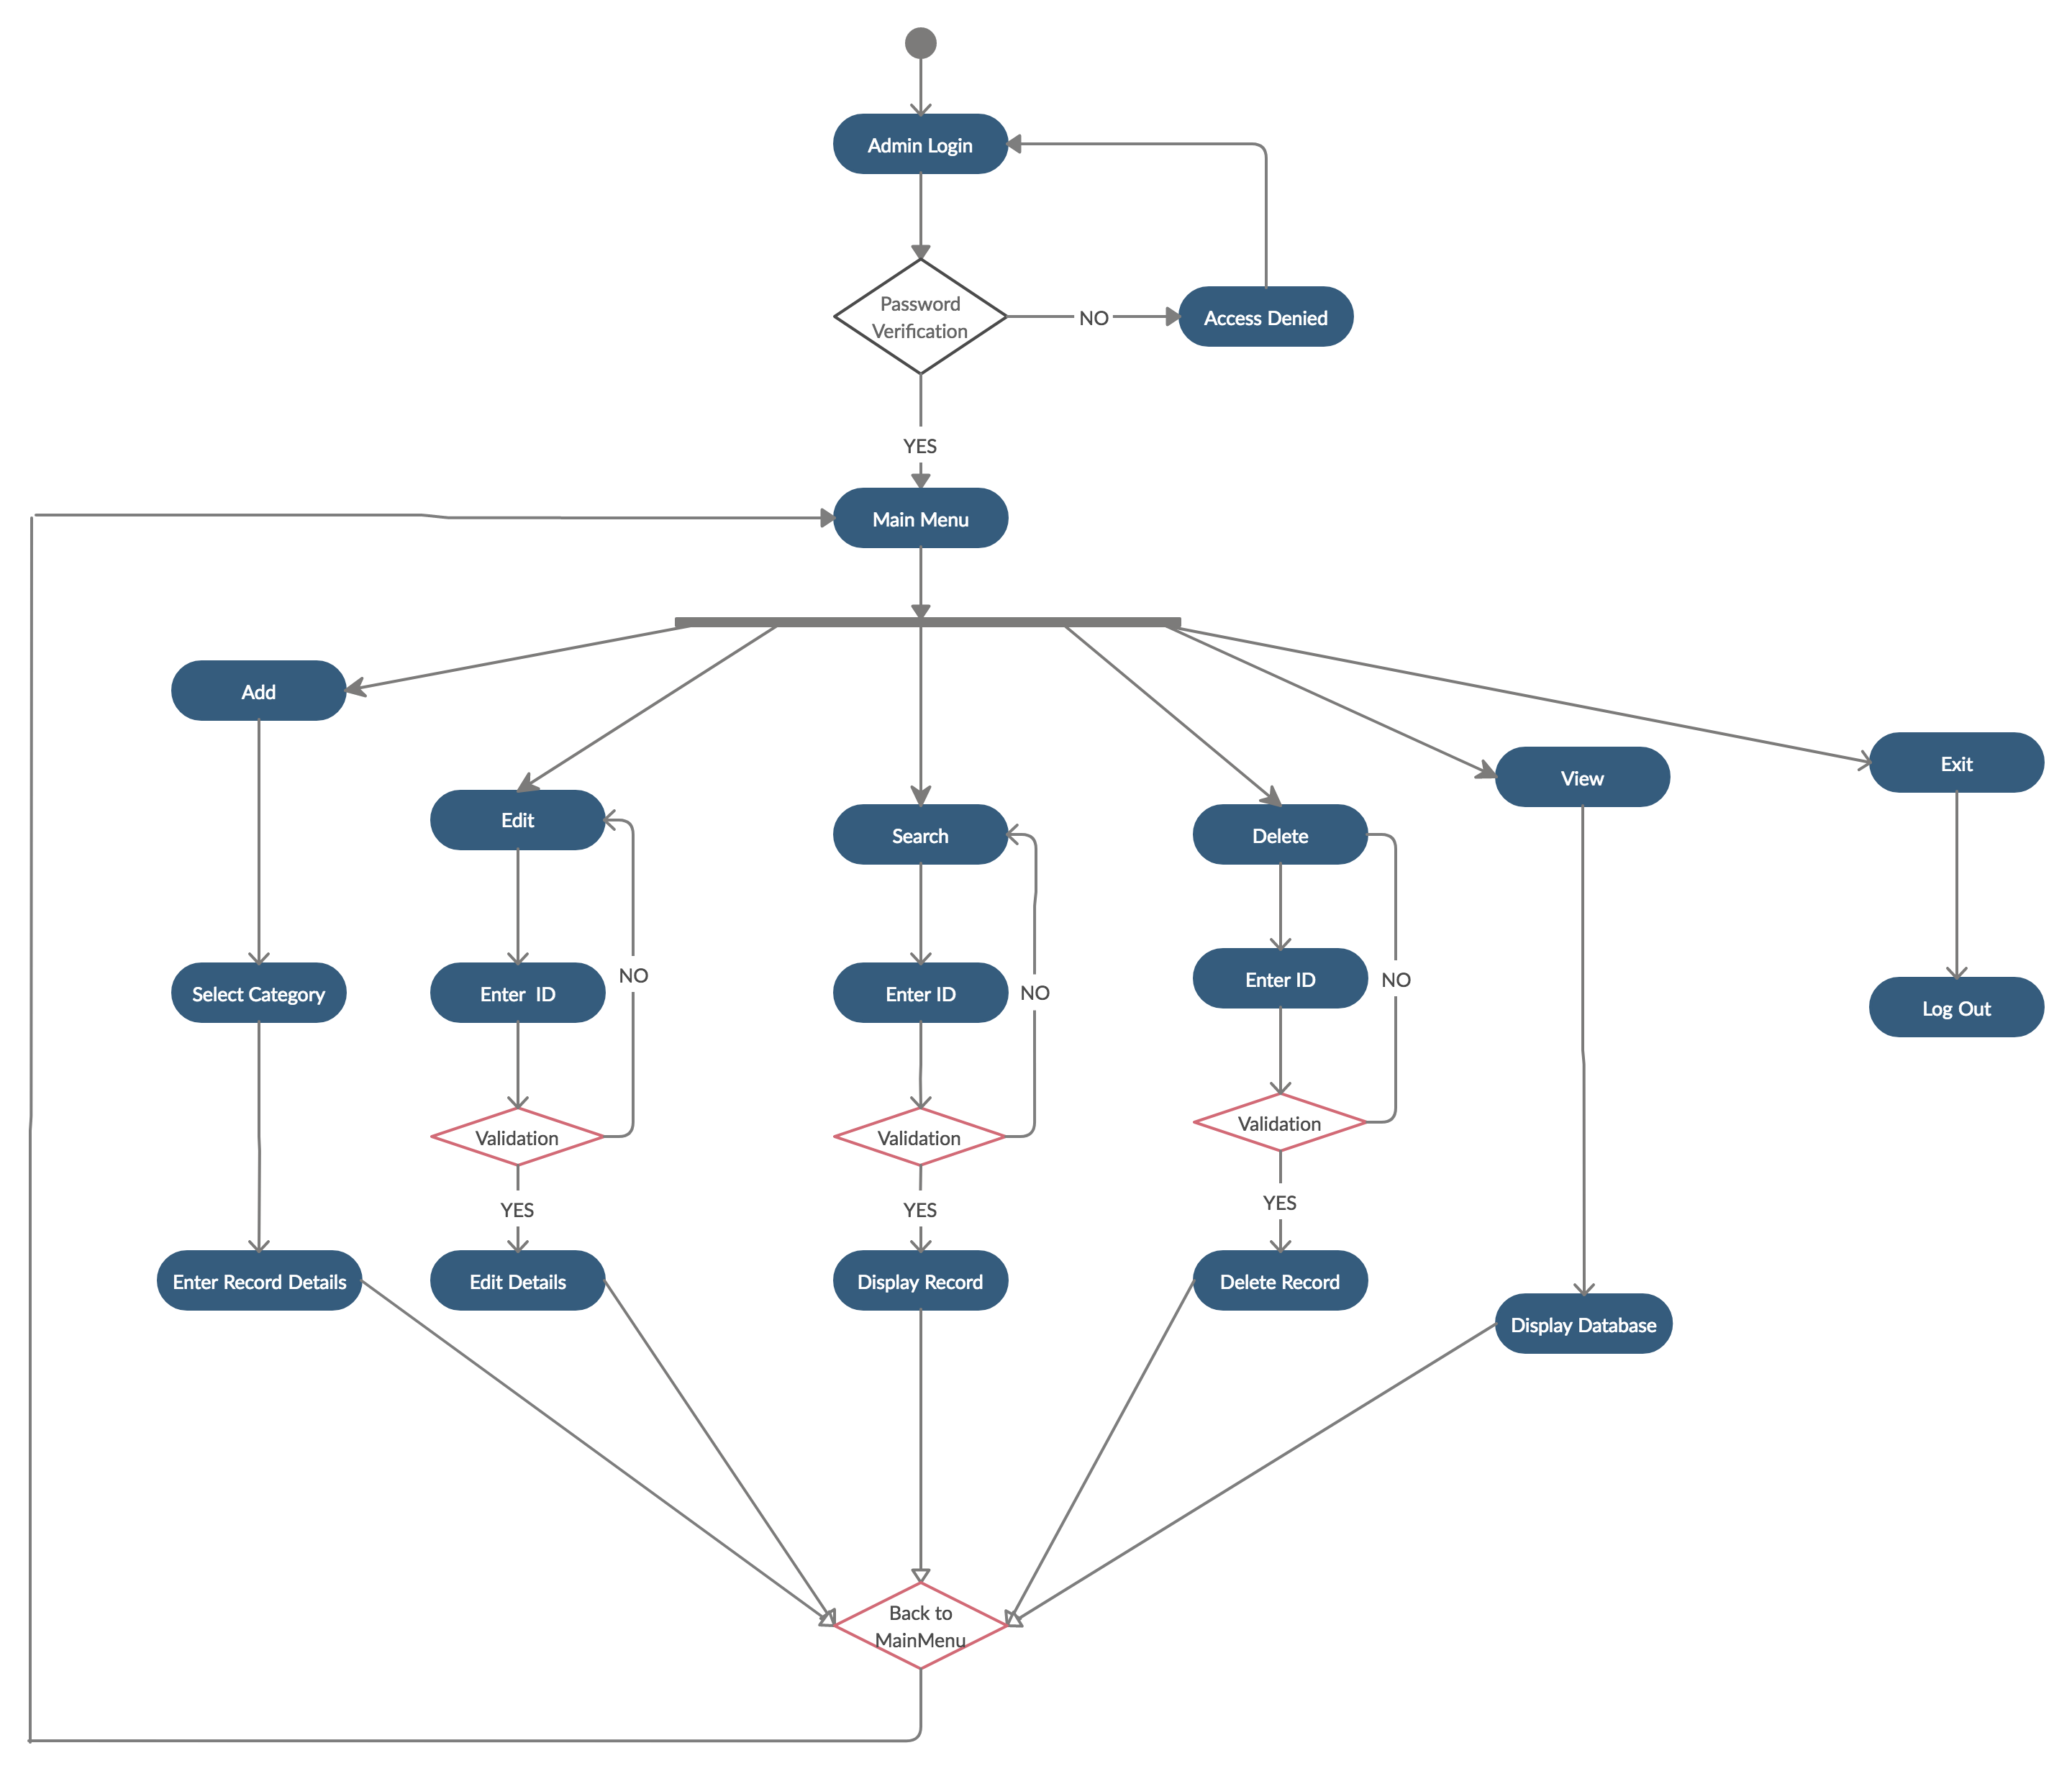 Admin Login
Password
Verification
NO
Access Denied
YES
Main Menu
Add
Edit
Search
Delete
View
Exit
Select Category
Enter  ID
NO
Enter ID
NO
Enter ID
NO
Log Out
Validation
Validation
Validation
YES
YES
YES
Enter Record Details
Edit Details
Display Record
Delete Record
Display Database
Back to
MainMenu